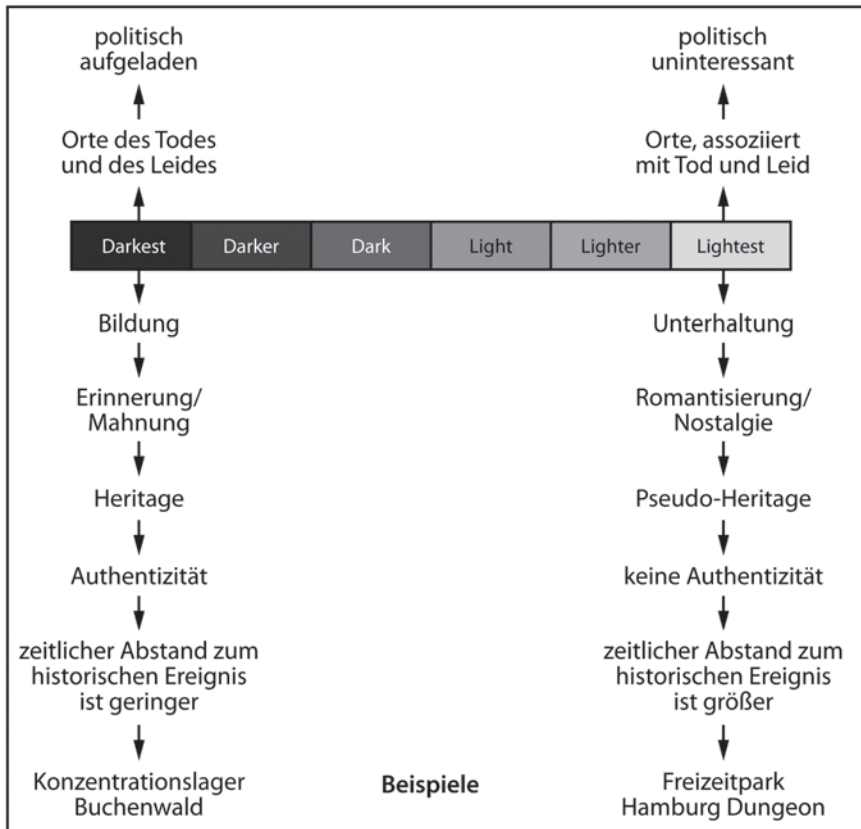 politisch
aufgeladen
politisch
uninteressant
Orte des Todes
und des Leides
Orte, assoziiert
mit Tod und Leid
Darkest
Darker
Dark
Light
Lighter
Lightest
Bildung
Unterhaltung
Erinnerung/
Mahnung
Romantisierung/
Nostalgie
Heritage
Pseudo-Heritage
Authentizität
keine Authentizität
zeitlicher Abstand zum
historischen Ereignis
ist geringer
zeitlicher Abstand zum
historischen Ereignis
ist größer
Konzentrationslager
Buchenwald
Beispiele
Freizeitpark
Hamburg Dungeon